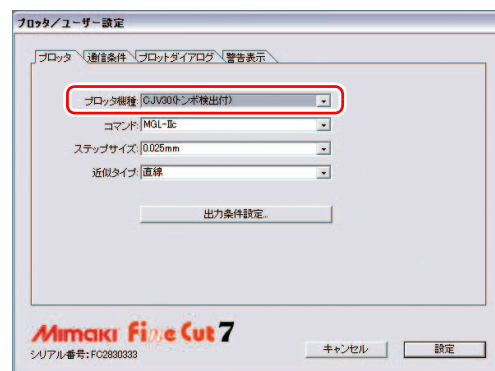 プロッタ／ユーザー設定
プロッタ 通信条件 プロットダイアログ 警告表示
プロッタ機種: CJV30(トンボ検出付)
コマンド: MGL-IIc
ステップサイズ: 0.025mm
近似タイプ: 直線
出力条件設定...
Mimaki Fine Cut 7
シリアル番号: FC2830333
キャンセル 設定